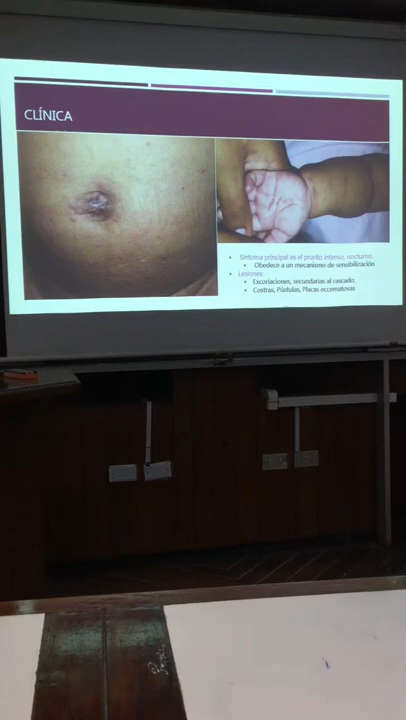 CLÍNICA
• Síntoma principal es el prurito intenso, nocturno.
• Obedece a un mecanismo de sensibilización
• Lesiones:
• Excoriaciones, secundarias al rascado.
• Costras, Pústulas, Placas eccematosas